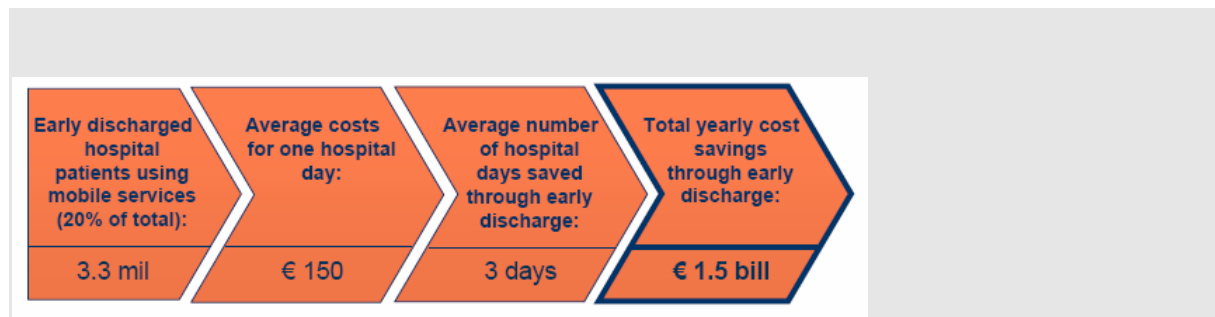 Early discharged
hospital
patients using
mobile services
(20% of total):
3.3 mil
Average costs
for one hospital
day:
€ 150
Average number
of hospital
days saved
through early
discharge:
3 days
Total yearly cost
savings
through early
discharge:
€ 1.5 bill